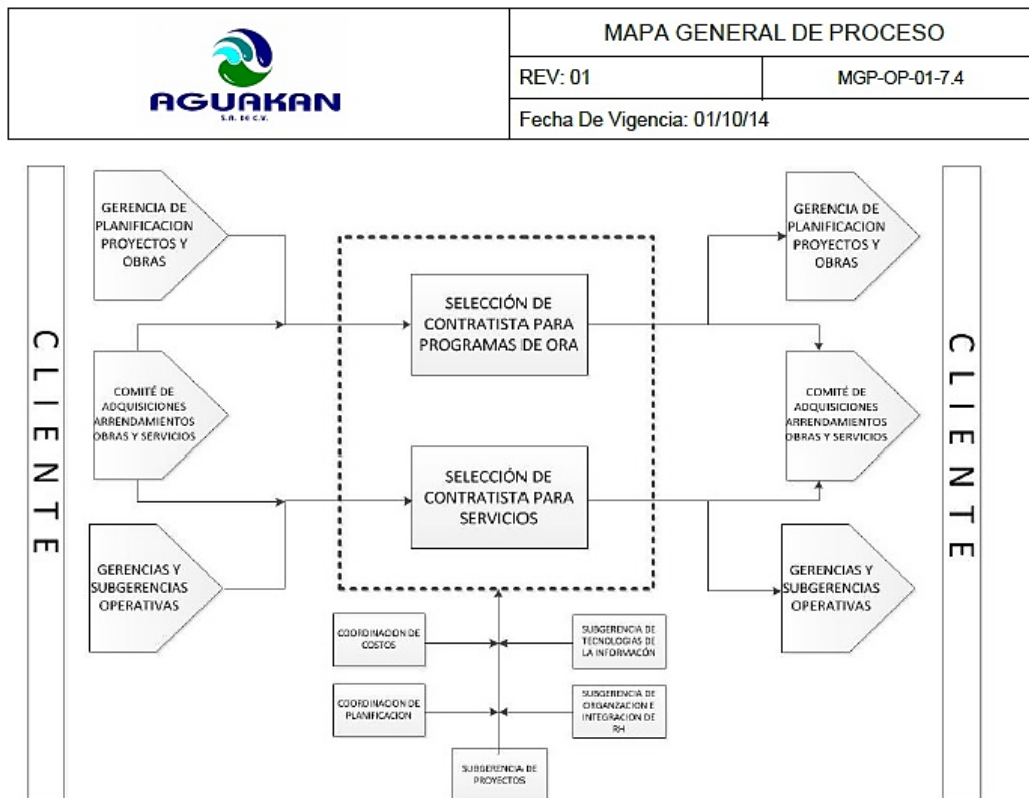 AGUAKAN
S.A. DE C.V.
MAPA GENERAL DE PROCESO
REV: 01
MGP-OP-01-7.4
Fecha De Vigencia: 01/10/14
CLIENTE
GERENCIA DE
PLANIFICACION
PROYECTOS Y
OBRAS
COMITÉ DE
ADQUISICIONES
ARRENDAMIENTOS
OBRAS Y SERVICIOS
GERENCIAS Y
SUBGERENCIAS
OPERATIVAS
SELECCIÓN DE
CONTRATISTA PARA
PROGRAMAS DE ORA
SELECCIÓN DE
CONTRATISTA PARA
SERVICIOS
COORDINACION DE
COSTOS
SUBGERENCIA DE
TECNOLOGIAS DE
LA INFORMACÓN
COORDINACION DE
PLANIFICACION
SUBGERENCIA DE
ORGANZACION E
INTEGRACION DE
RH
SUBGERENCIA DE
PROYECTOS
GERENCIA DE
PLANIFICACION
PROYECTOS Y
OBRAS
COMITÉ DE
ADQUISICIONES
ARRENDAMIENTOS
OBRAS Y SERVICIOS
GERENCIAS Y
SUBGERENCIAS
OPERATIVAS
CLIENTE